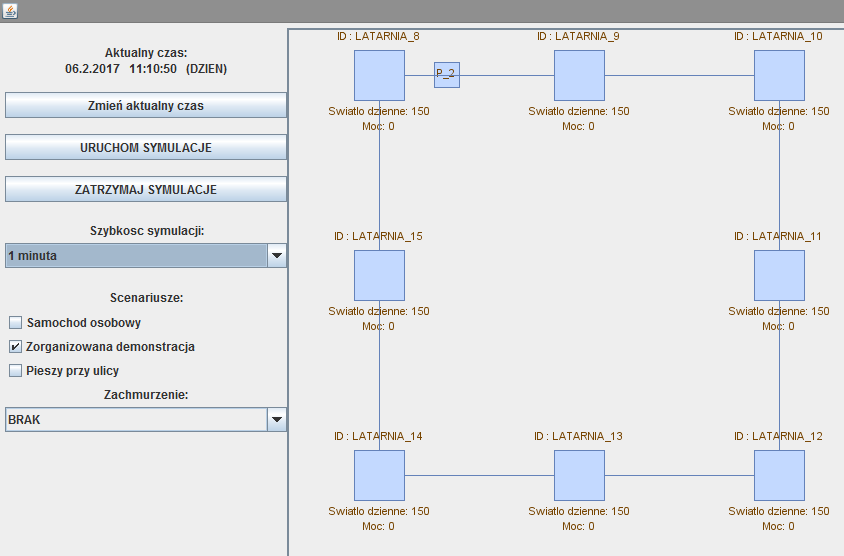 Aktualny czas:
06.2.2017 11:10:50 (DZIEN)
Zmień aktualny czas
URUCHOM SYMULACJE
ZATRZYMAJ SYMULACJE
Szybkosc symulacji:
1 minuta
Scenariusze:
Samochod osobowy
Zorganizowana demonstracja
Pieszy przy ulicy
Zachmurzenie:
BRAK
ID : LATARNIA_8
Swiatlo dzienne: 150
Moc: 0
P_2
ID : LATARNIA_9
Swiatlo dzienne: 150
Moc: 0
ID : LATARNIA_10
Swiatlo dzienne: 150
Moc: 0
ID : LATARNIA_15
Swiatlo dzienne: 150
Moc: 0
ID : LATARNIA_11
Swiatlo dzienne: 150
Moc: 0
ID : LATARNIA_14
Swiatlo dzienne: 150
Moc: 0
ID : LATARNIA_13
Swiatlo dzienne: 150
Moc: 0
ID : LATARNIA_12
Swiatlo dzienne: 150
Moc: 0